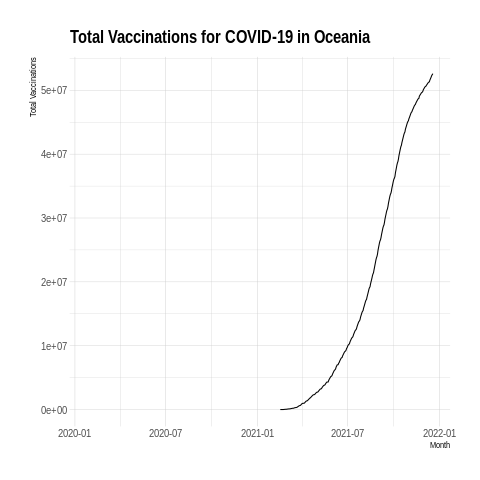 Total Vaccinations for COVID-19 in Oceania
Total Vaccinations
5e+07
4e+07
3e+07
2e+07
1e+07
0e+00
2020-01 2020-07 2021-01 2021-07 2022-01
Month